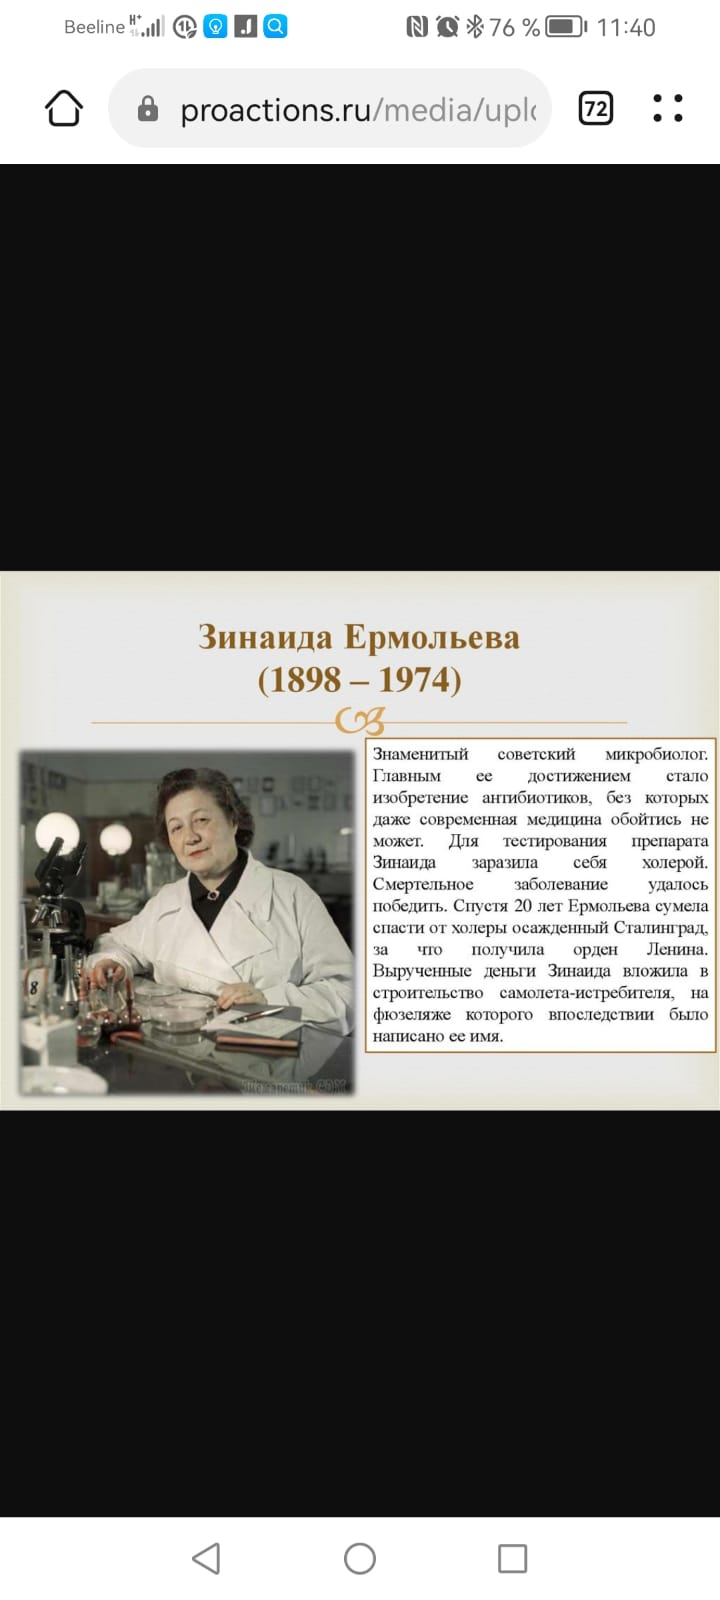 Beeline H+ 76 % 11:40
proactions.ru/media/uplo
72
Зинаида Ермольева
(1898 – 1974)
Знаменитый советский микробиолог.
Главным ее достижением стало
изобретение антибиотиков, без которых
даже современная медицина обойтись не
может. Для тестирования препарата
Зинаида заразила себя холерой.
Смертельное заболевание удалось
победить. Спустя 20 лет Ермольева сумела
спасти от холеры осажденный Сталинград,
за что получила орден Ленина.
Вырученные деньги Зинаида вложила в
строительство самолета-истребителя, на
фюзеляже которого впоследствии было
написано ее имя.
8